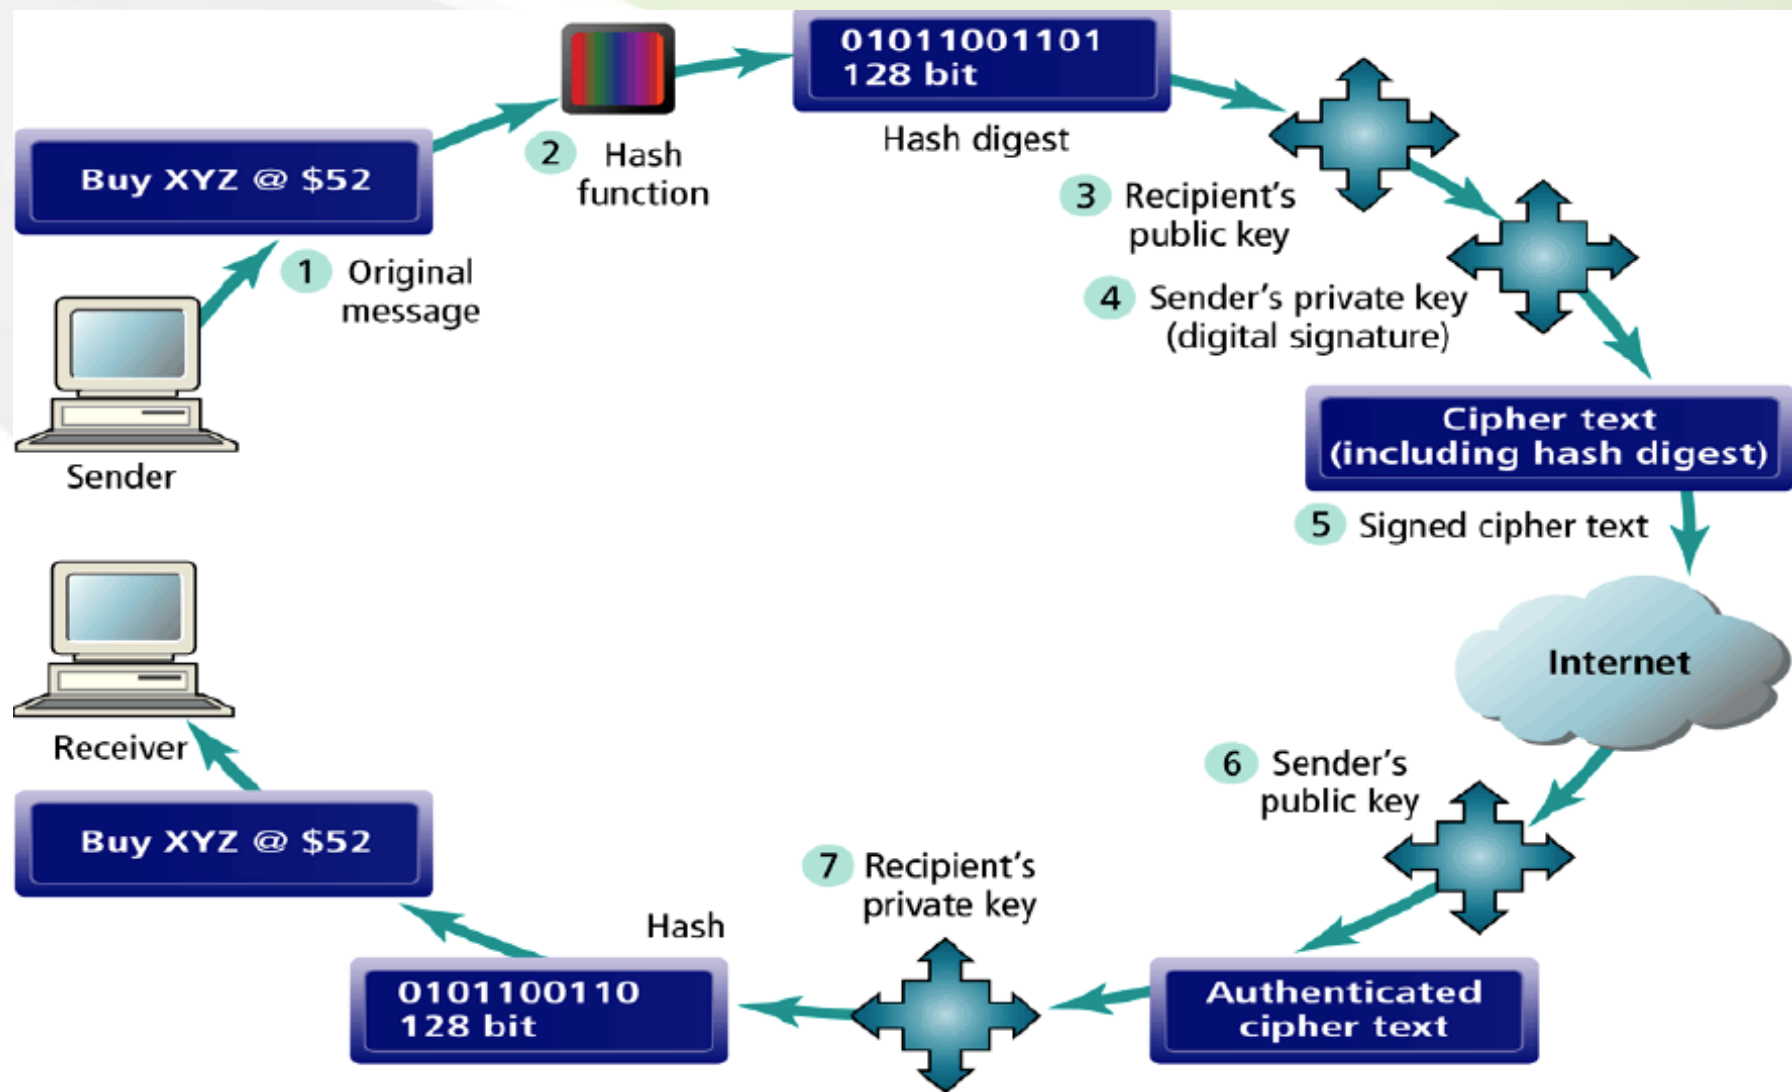 Buy XYZ @ $52
1 Original
message
Sender
2 Hash
function
01011001101
128 bit
Hash digest
3 Recipient's
public key
4 Sender's private key
(digital signature)
Cipher text
(including hash digest)
5 Signed cipher text
Internet
6 Sender's
public key
Authenticated
cipher text
7 Recipient's
private key
Hash
0101100110
128 bit
Buy XYZ @ $52
Receiver